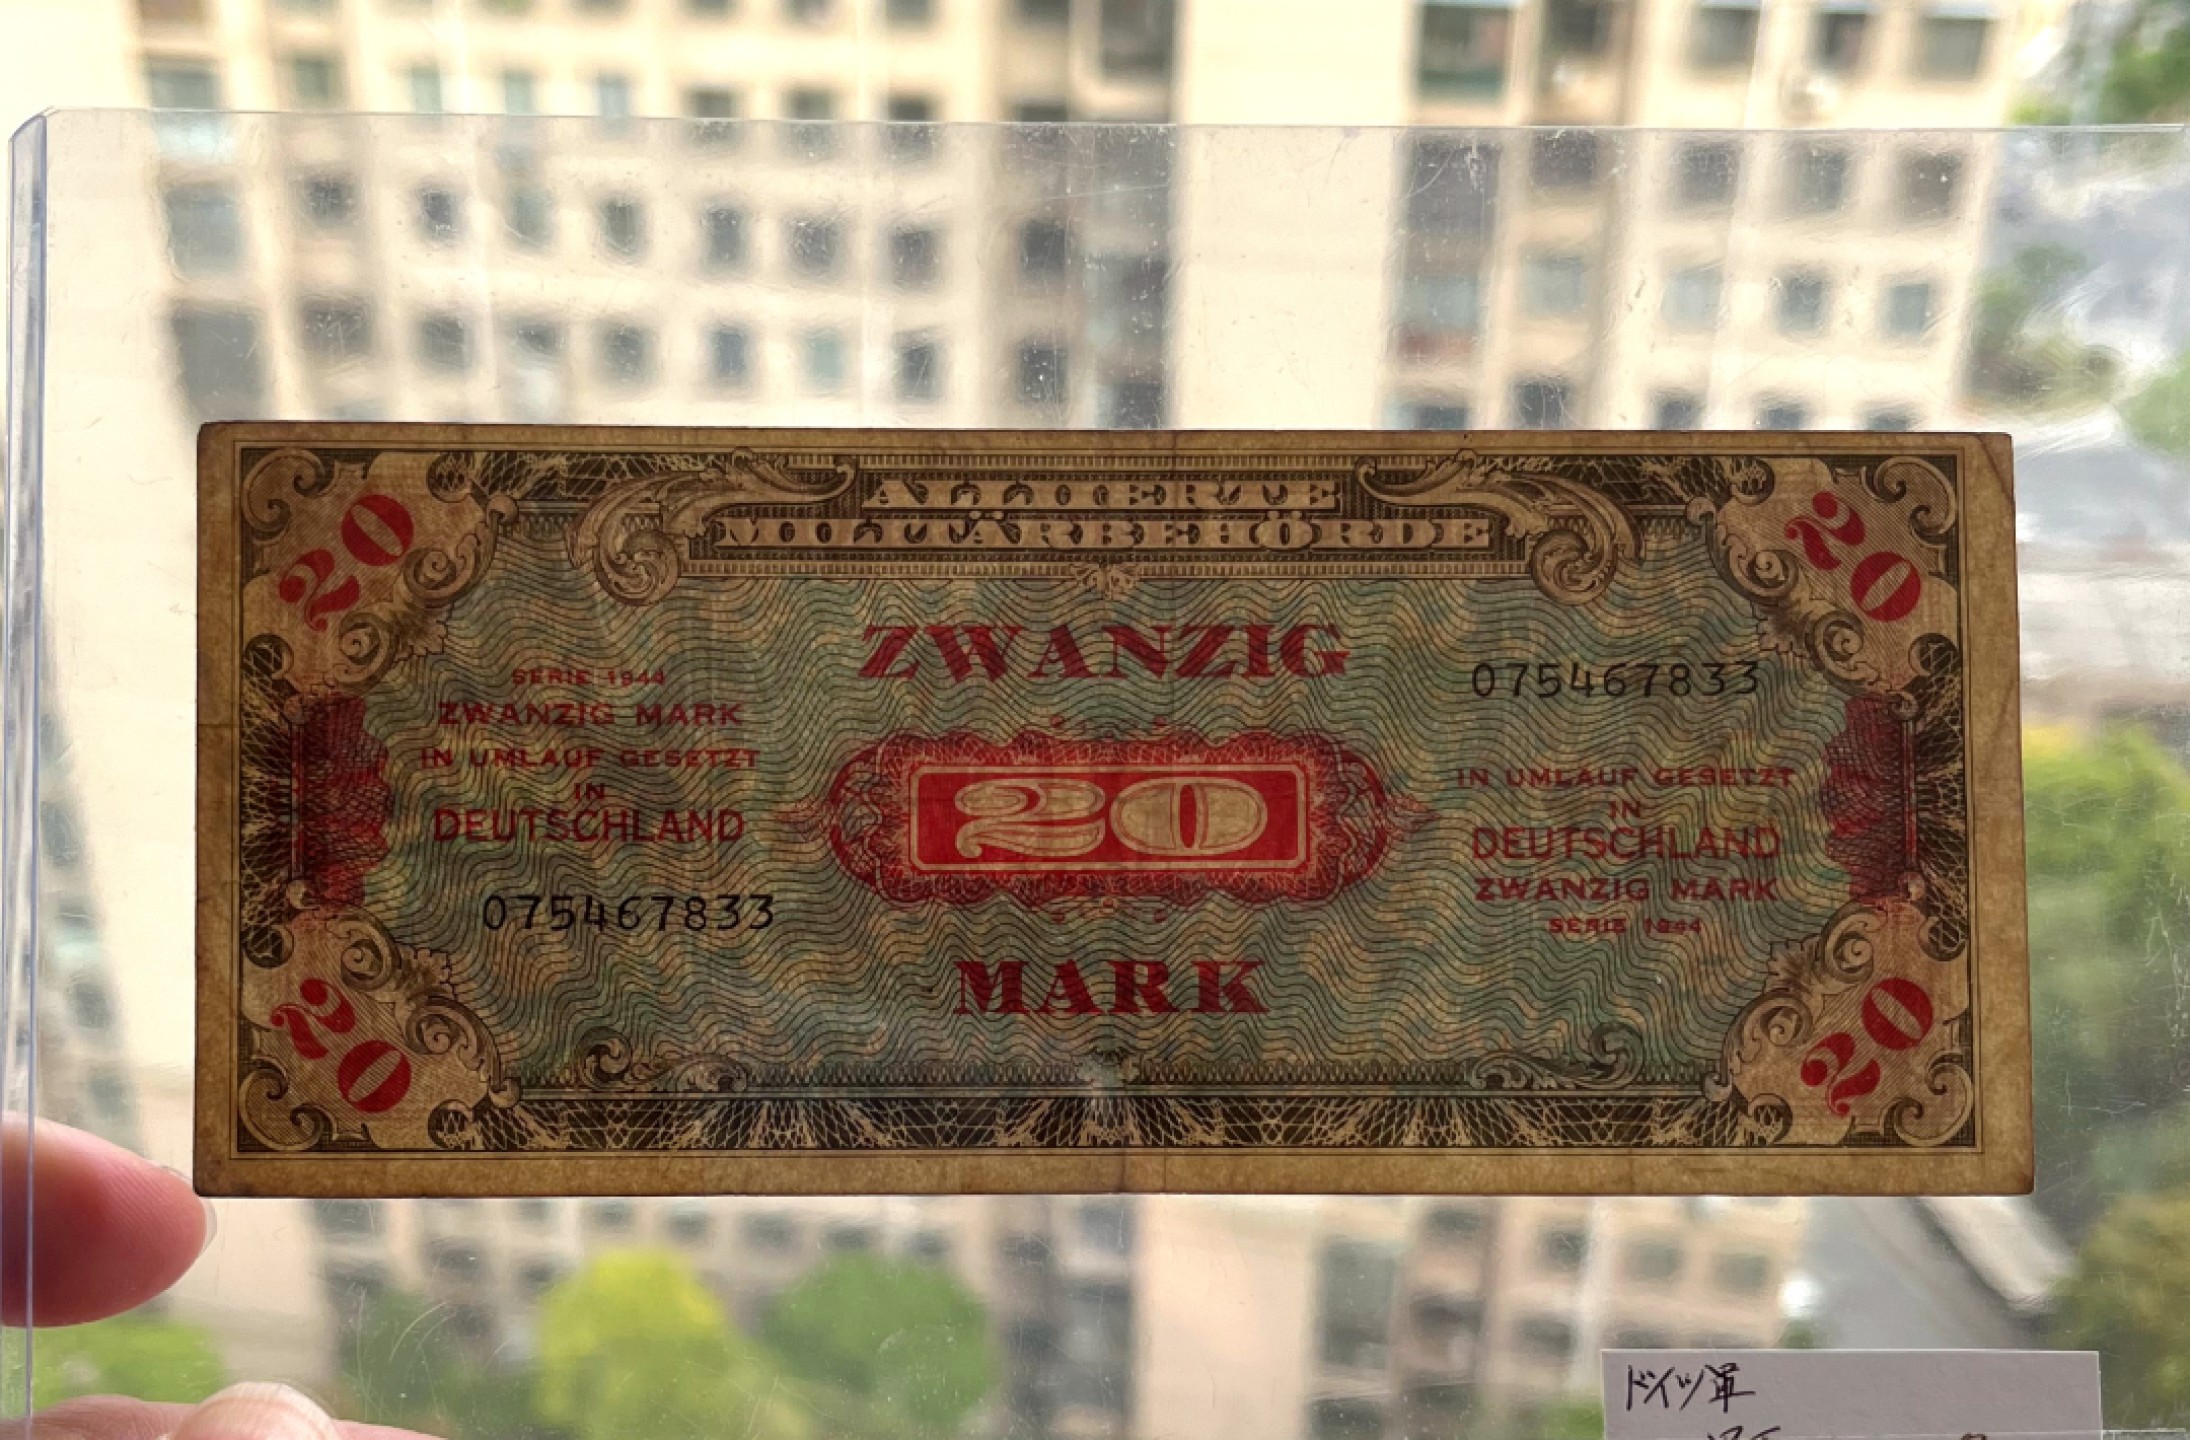 ALLIIERTE
MILITÄRBEHÖRDE
20
20
ZWANZIG
SERIE 1944
ZWANZIG MARK
IN UMLAUF GESETZT
IN
DEUTSCHLAND
075467833
075467833
20
IN UMLAUF GESETZT
IN
DEUTSCHLAND
ZWANZIG MARK
SERIE 1944
MARK
20
20
ドイツ軍